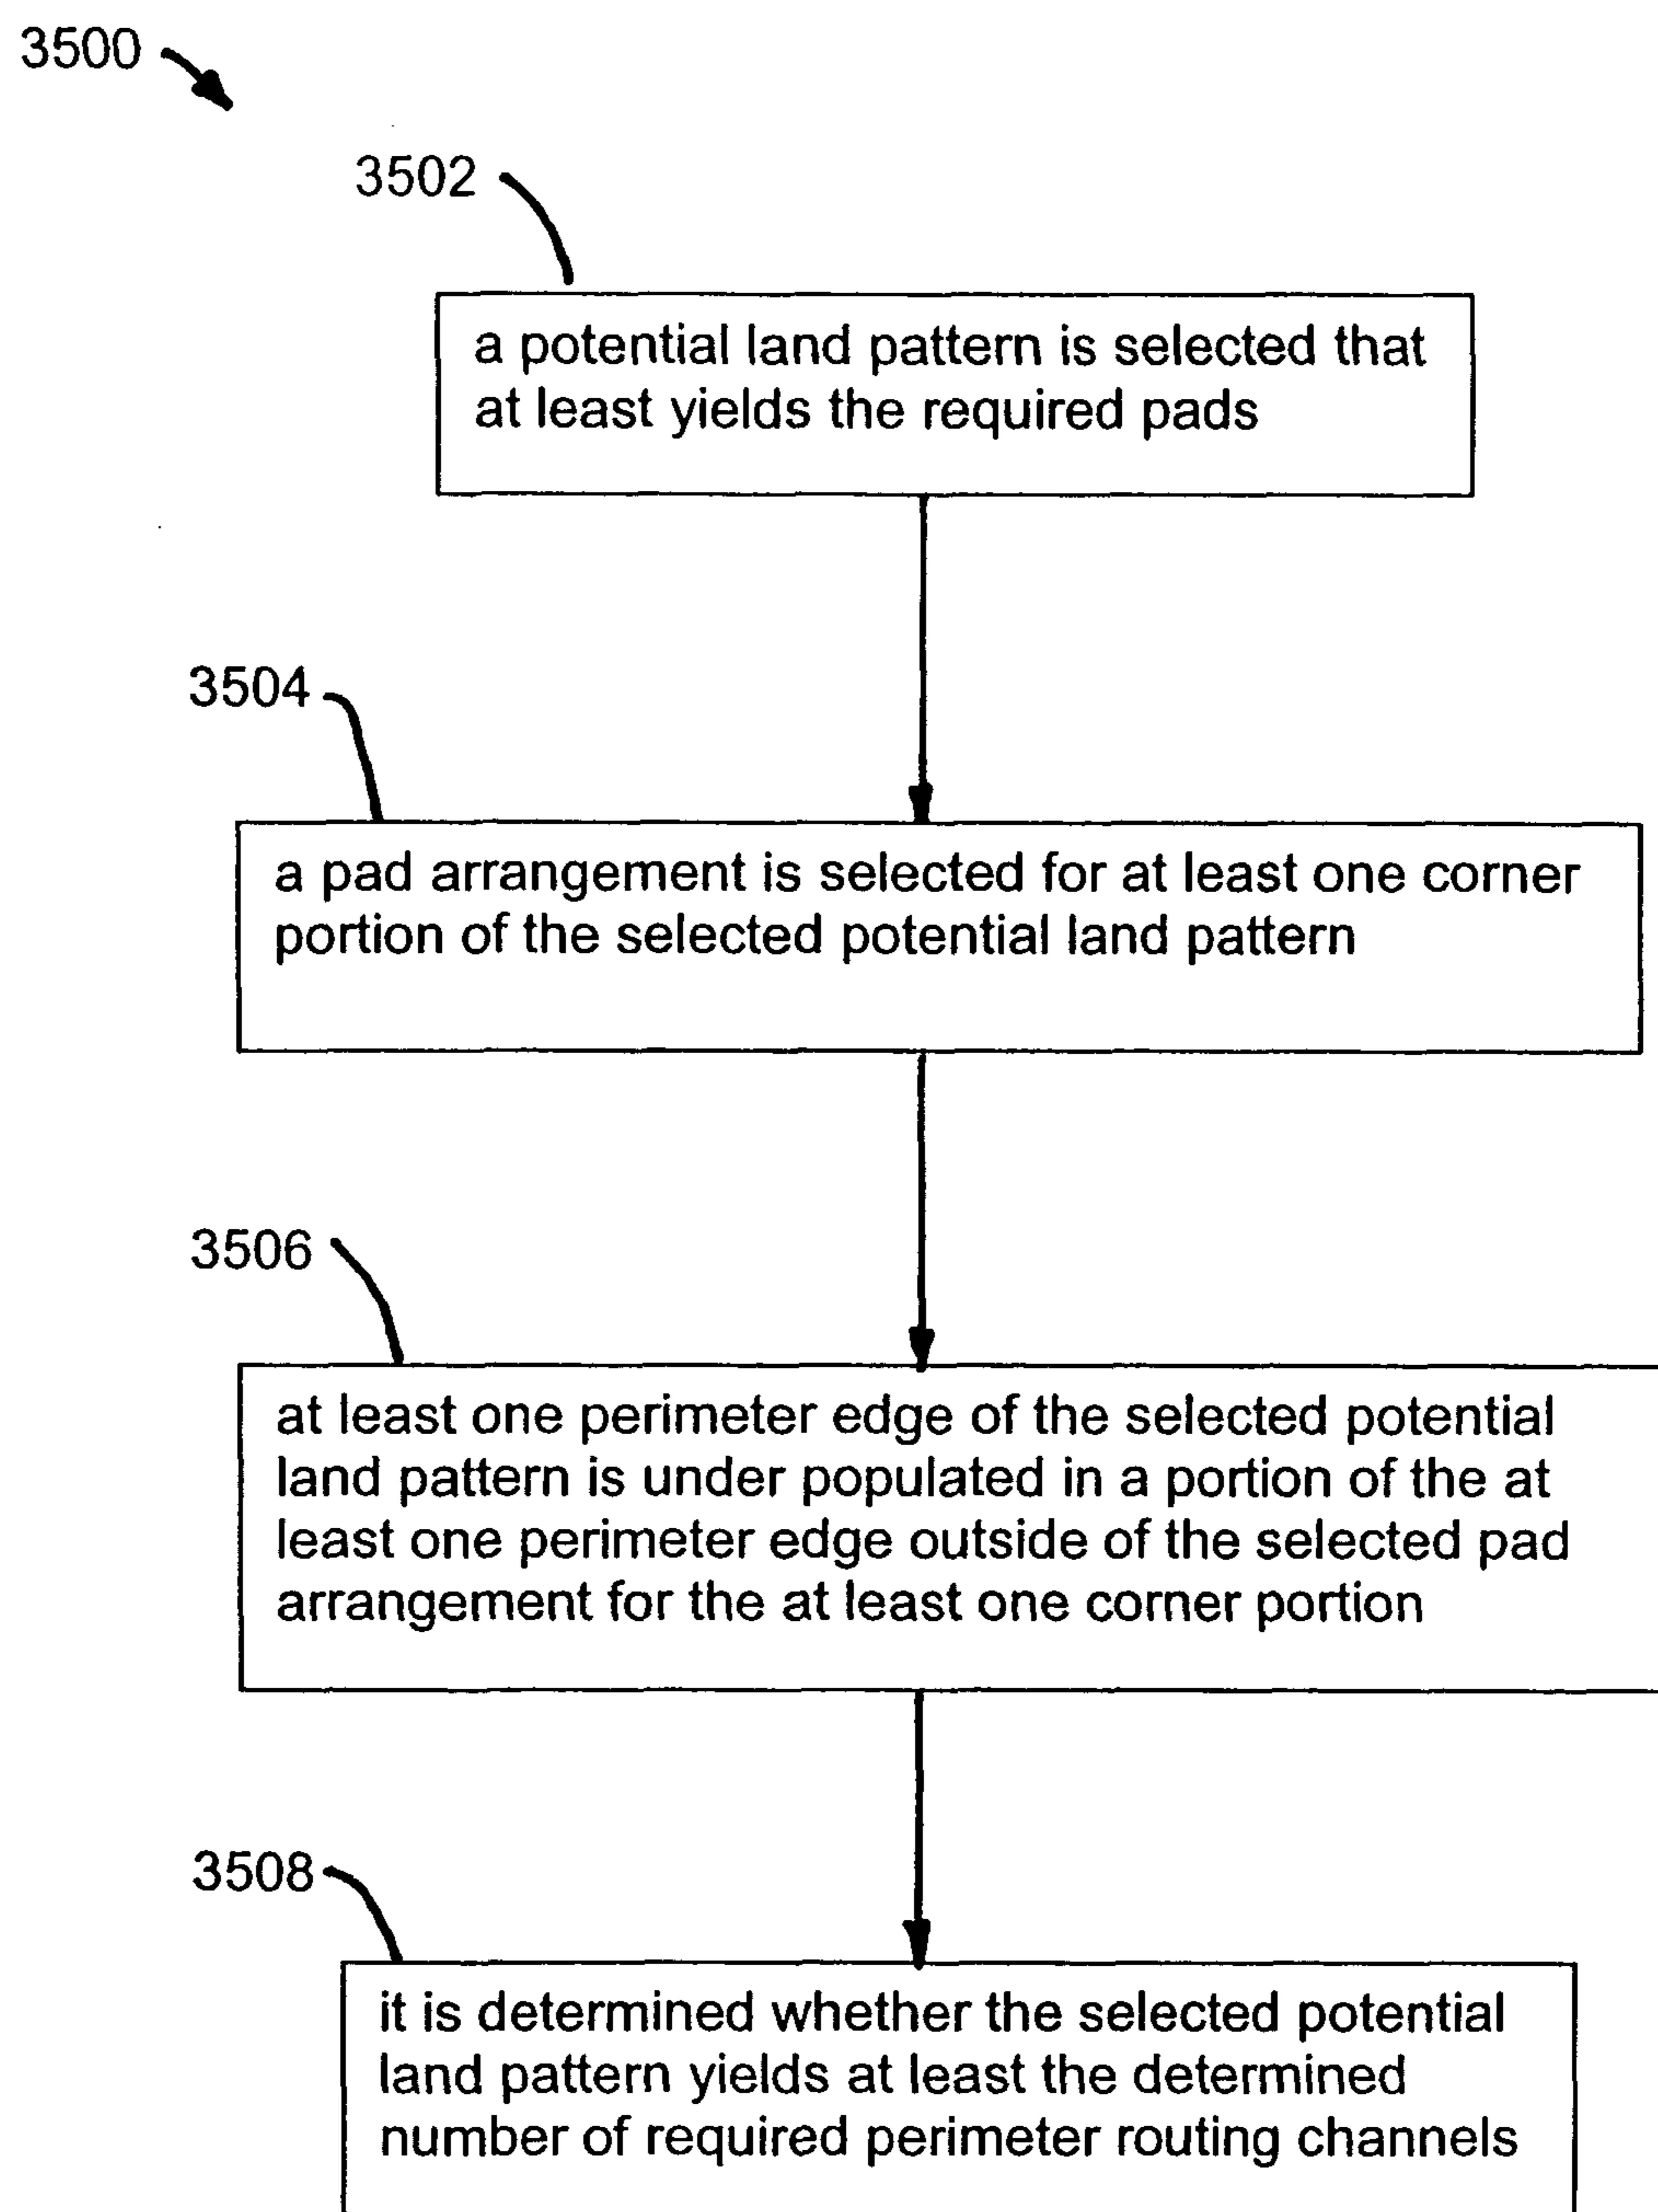 3500
3502
a potential land pattern is selected that
at least yields the required pads
3504
a pad arrangement is selected for at least one corner
portion of the selected potential land pattern
3506
at least one perimeter edge of the selected potential
land pattern is under populated in a portion of the at
least one perimeter edge outside of the selected pad
arrangement for the at least one corner portion
3508
it is determined whether the selected potential
land pattern yields at least the determined
number of required perimeter routing channels